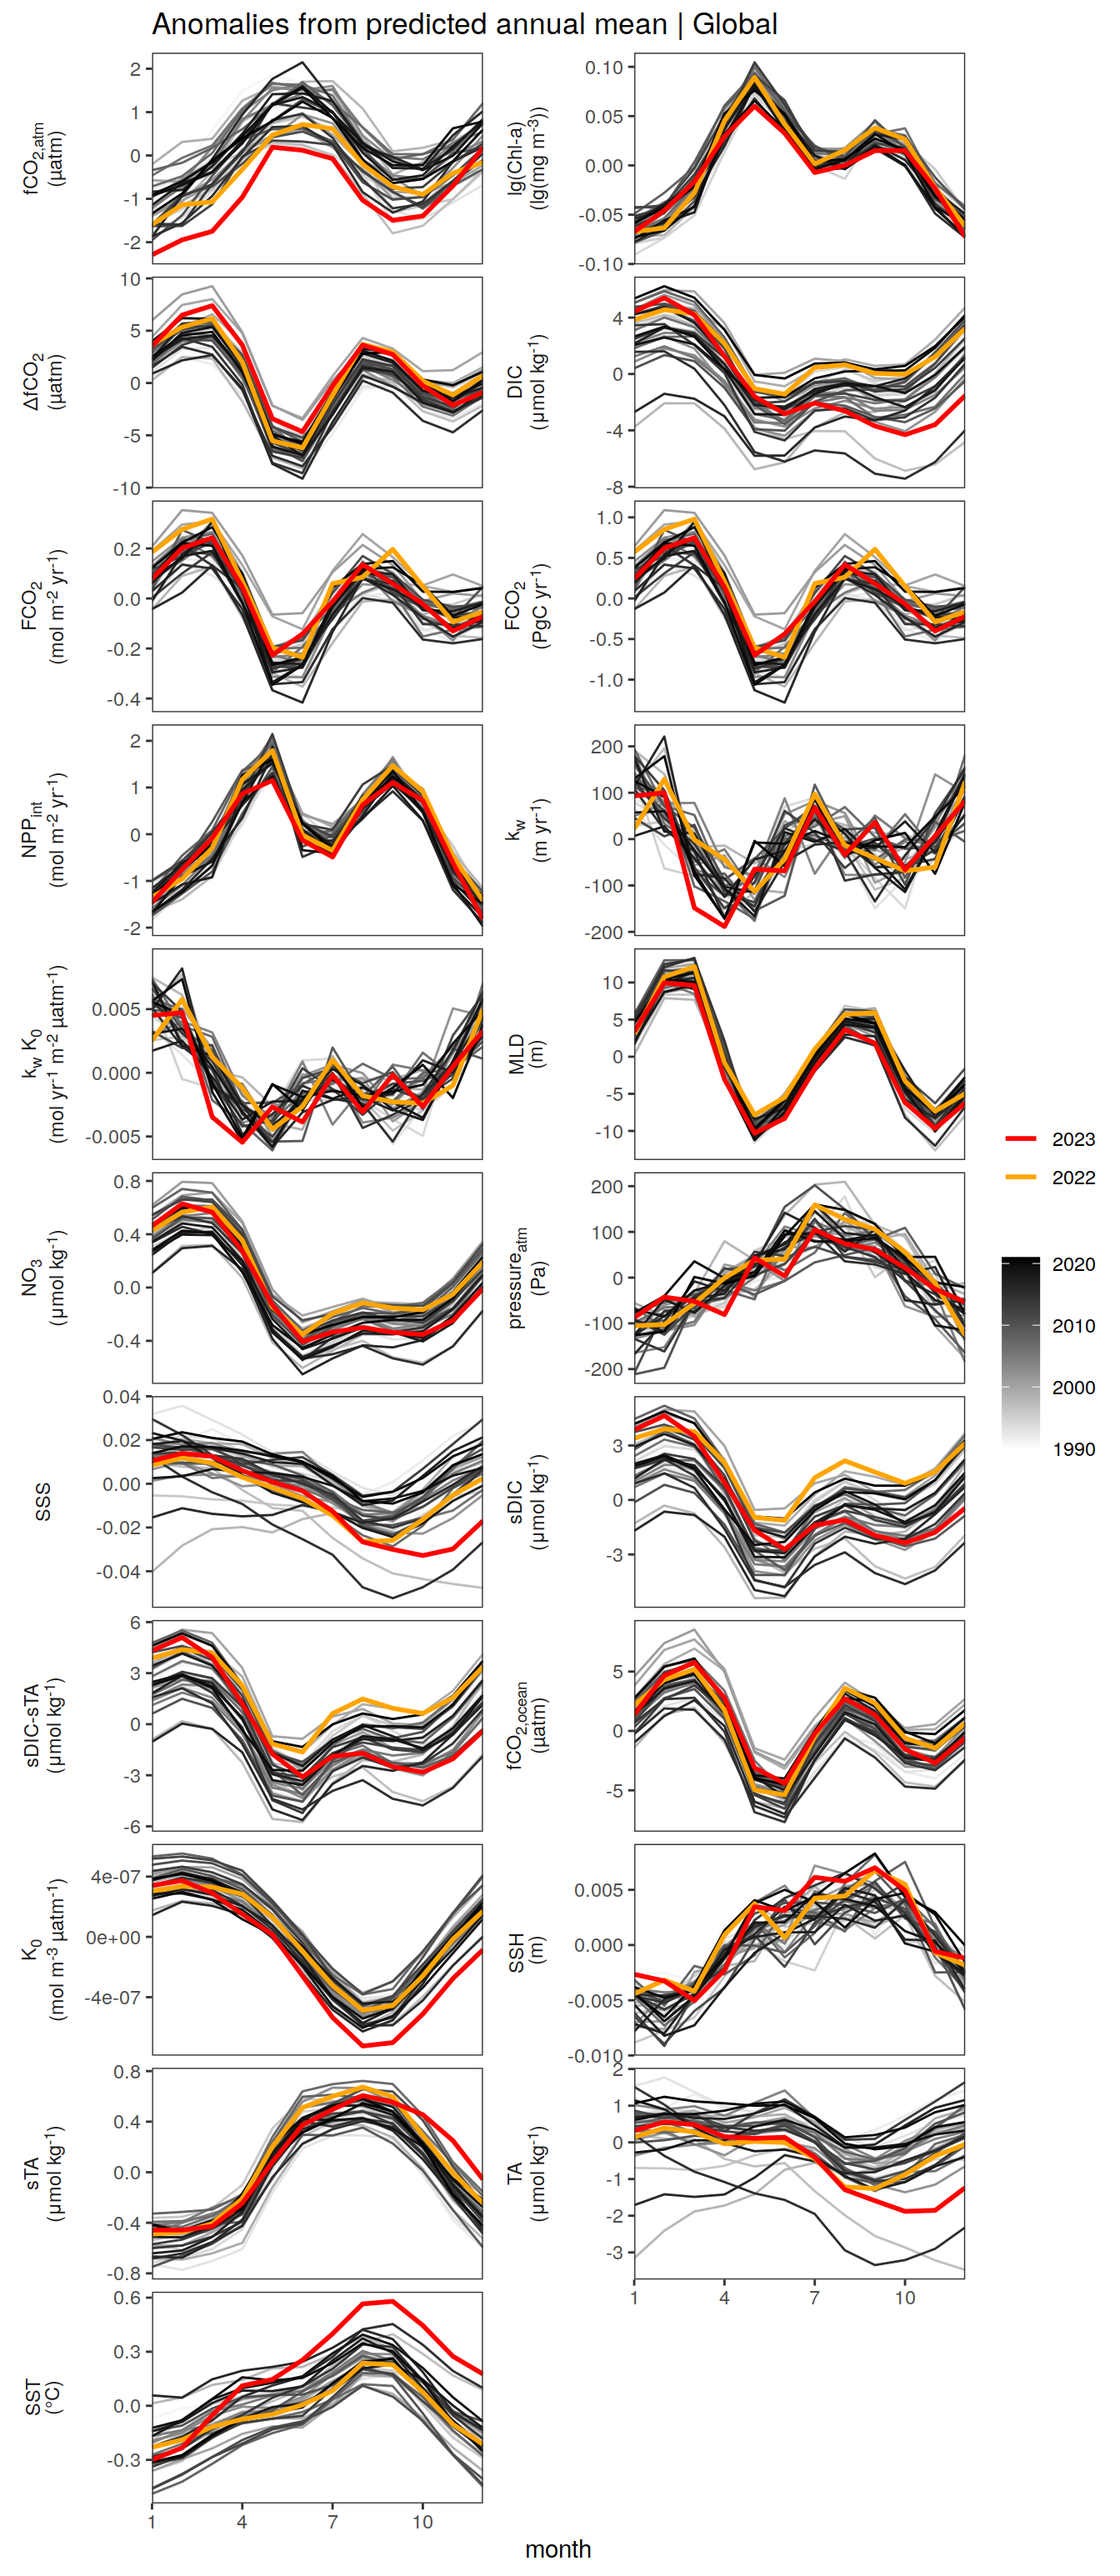 Anomalies from predicted annual mean | Global
fCO2,atm
(µatm)
2
1
0
-1
-2
lg(Chl-a)
(lg(mg m-3))
0.10
0.05
0.00
-0.05
-0.10
ΔfCO2
(µatm)
10
5
0
-5
-10
DIC
(µmol kg-1)
4
0
-4
-8
FCO2
(mol m-2 yr-1)
0.2
0.0
-0.2
-0.4
FCO2
(PgC yr-1)
1.0
0.5
0.0
-0.5
-1.0
NPPint
(mol m-2 yr-1)
2
1
0
-1
-2
kw
(m yr-1)
200
100
0
-100
-200
kw K0
(mol yr-1 m-2 µatm-1)
0.005
0.000
-0.005
MLD
(m)
10
5
0
-5
-10
NO3
(µmol kg-1)
0.8
0.4
0.0
-0.4
pressureatm
(Pa)
200
100
0
-100
-200
SSS
0.04
0.02
0.00
-0.02
-0.04
sDIC
(µmol kg-1)
3
0
-3
sDIC-sTA
(µmol kg-1)
6
3
0
-3
-6
fCO2,ocean
(µatm)
5
0
-5
K0
(mol m-3 µatm-1)
4e-07
0e+00
-4e-07
SSH
(m)
0.005
0.000
-0.005
-0.010
sTA
(µmol kg-1)
0.8
0.4
0.0
-0.4
-0.8
TA
(µmol kg-1)
2
1
0
-1
-2
-3
1 4 7 10
SST
(°C)
0.6
0.3
0.0
-0.3
1 4 7 10
month
2023
2022
2020
2010
2000
1990